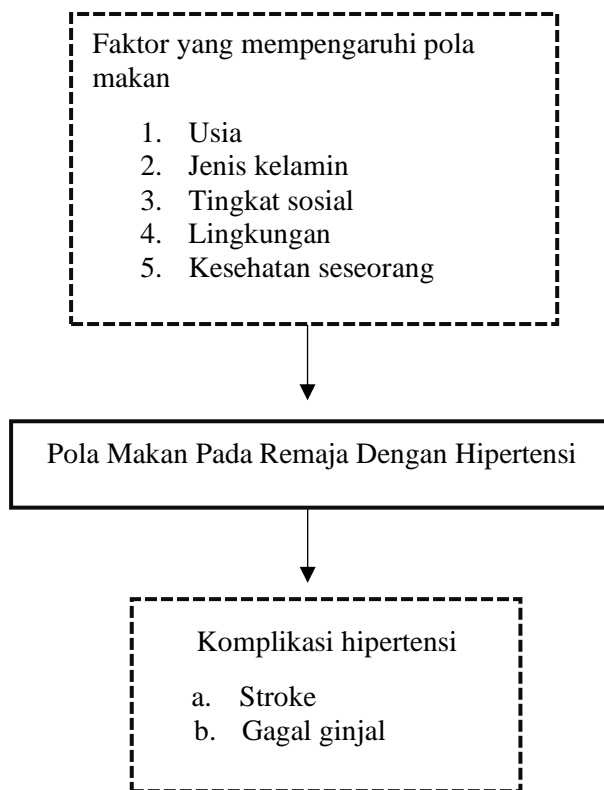 Faktor yang mempengaruhi pola
makan
1. Usia
2. Jenis kelamin
3. Tingkat sosial
4. Lingkungan
5. Kesehatan seseorang
Pola Makan Pada Remaja Dengan Hipertensi
Komplikasi hipertensi
a. Stroke
b. Gagal ginjal